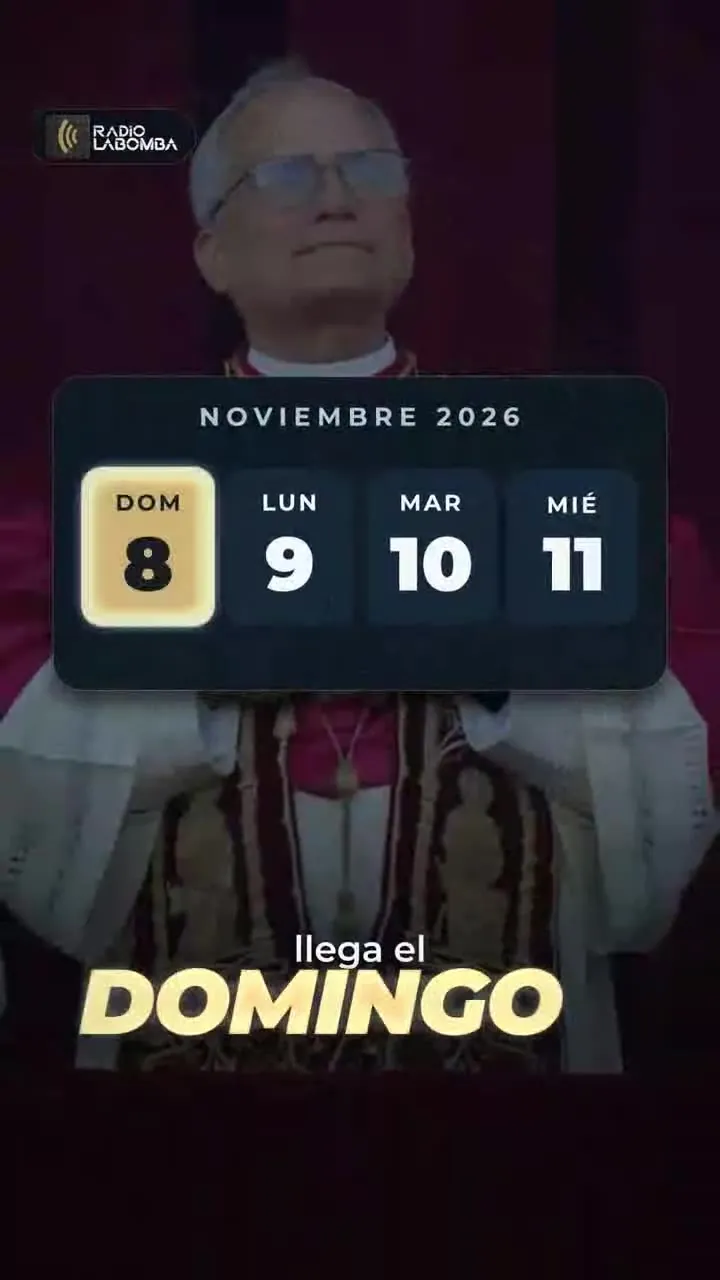 RADIO
LABOMBA
NOVIEMBRE 2026
DOM LUN MAR MIÉ
8 9 10 11
llega el
DOMINGO